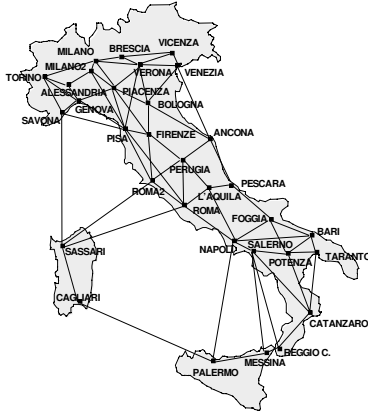 VICENZA
BRESCIA
MILANO
MILANO2
VERONA
VENEZIA
TORINO
ALESSANDRIA
PIACENZA
GENOVA
BOLOGNA
SAVONA
PISA
FIRENZE
ANCONA
PERUGIA
ROMA2
L'AQUILA
PESCARA
ROMA
FOGGIA
NAPOLI
SALERNO
BARI
SASSARI
POTENZA
TARANTO
CAGLIARI
CATANZARO
REGGIO C.
MESSINA
PALERMO